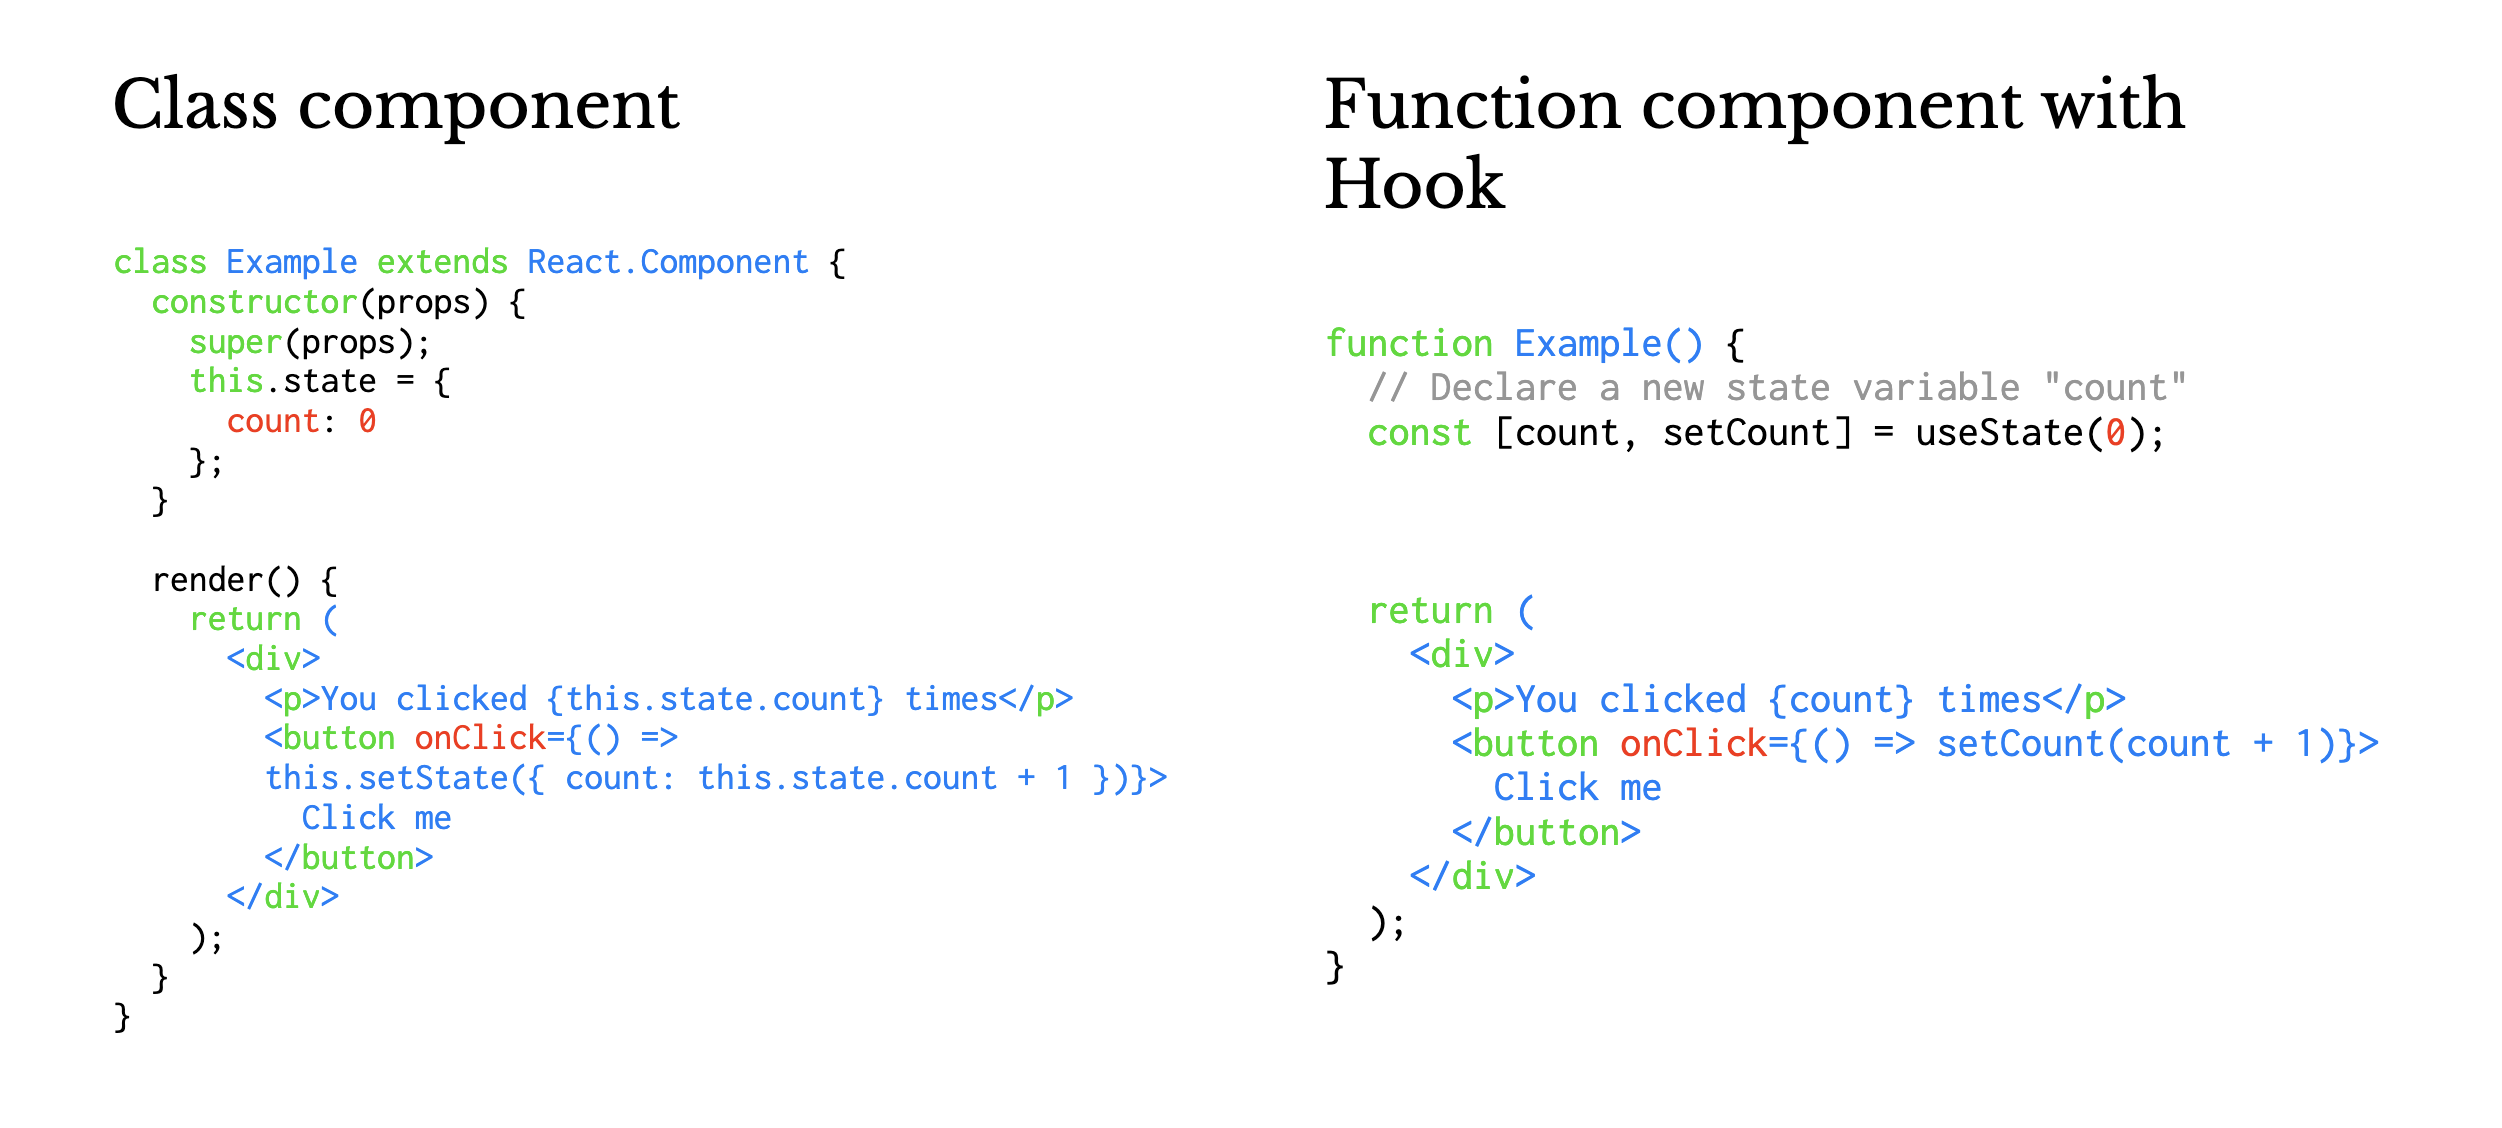 Class component
class Example extends React.Component {
  constructor(props) {
    super(props);
    this.state = {
      count: 0
    };
  }
  render() {
    return (
      <div>
        <p>You clicked {this.state.count} times</p>
        <button onClick={() =>
        this.setState({ count: this.state.count + 1 })}>
          Click me
        </button>
      </div>
    );
  }
}
Function component with
Hook
function Example() {
  // Declare a new state variable "count"
  const [count, setCount] = useState(0);
  return (
    <div>
      <p>You clicked {count} times</p>
      <button onClick={() => setCount(count + 1)}>
        Click me
      </button>
    </div>
  );
}